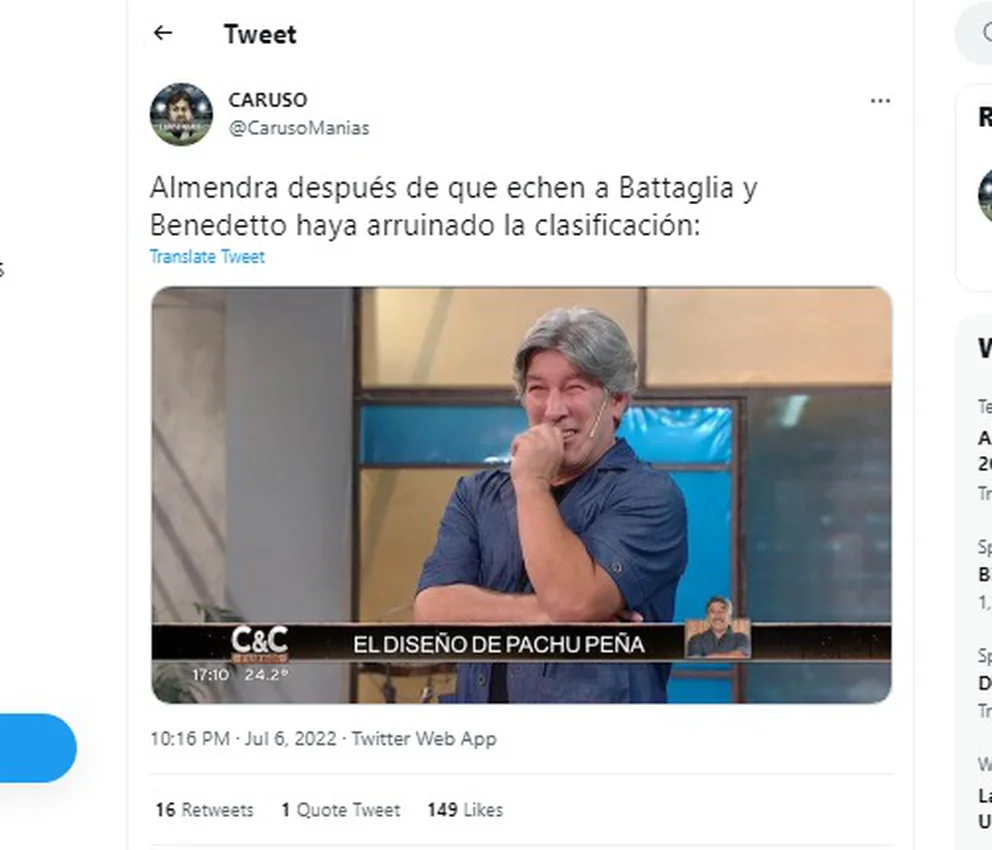 Tweet
CARUSO
@CarusoManias
Almendra después de que echen a Battaglia y
Benedetto haya arruinado la clasificación:
Translate Tweet
C&C
EL DISEÑO DE PACHU PEÑA
17:10 24.2°
10:16 PM · Jul 6, 2022 · Twitter Web App
16 Retweets 1 Quote Tweet 149 Likes